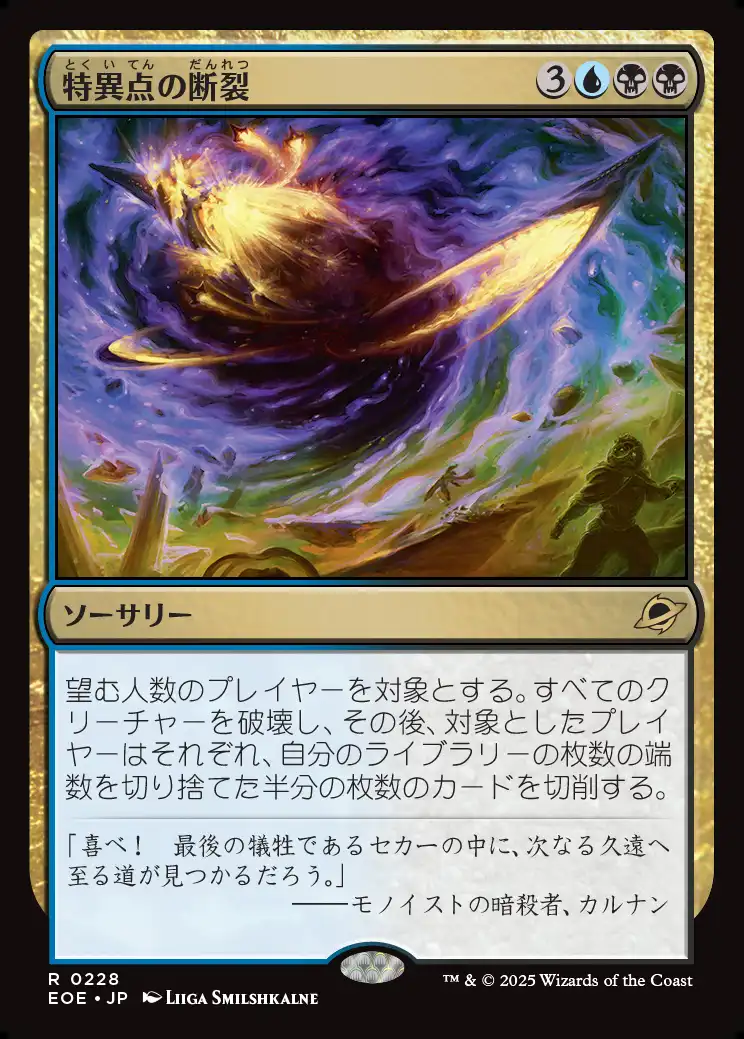 とくいてん だんれつ
特異点の断裂
3
ソーサリー
望む人数のプレイヤーを対象とする。すべてのク
リーチャーを破壊し、その後、対象としたプレイ
ヤーはそれぞれ、自分のライブラリーの枚数の端
数を切り捨てた半分の枚数のカードを切削する。
「喜べ！　最後の犠牲であるセカーの中に、次なる久遠へ
至る道が見つかるだろう。」
――モノイストの暗殺者、カルナン
R 0228
EOE • JP LIIGA SMILSHKALNE
™ & © 2025 Wizards of the Coast